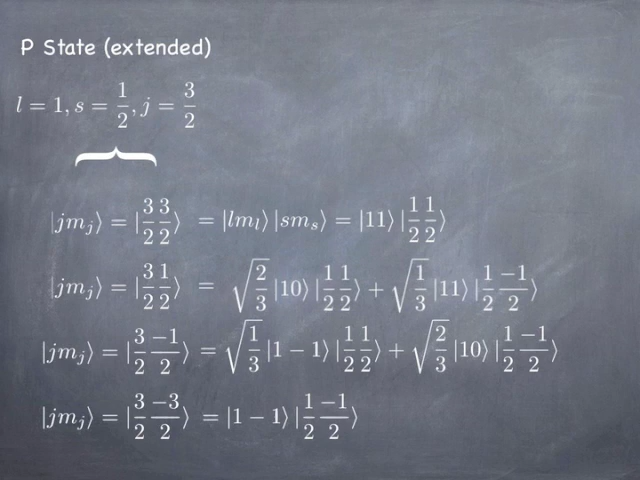 P State (extended)
l = 1, s = 1/2, j = 3/2
|jm_j⟩ = |3/2 3/2⟩ = |lm_l⟩ |sm_s⟩ = |11⟩ |1/2 1/2⟩
|jm_j⟩ = |3/2 1/2⟩ = √(2/3) |10⟩ |1/2 1/2⟩ + √(1/3) |11⟩ |1/2 -1/2⟩
|jm_j⟩ = |3/2 -1/2⟩ = √(1/3) |1 - 1⟩ |1/2 1/2⟩ + √(2/3) |10⟩ |1/2 -1/2⟩
|jm_j⟩ = |3/2 -3/2⟩ = |1 - 1⟩ |1/2 -1/2⟩